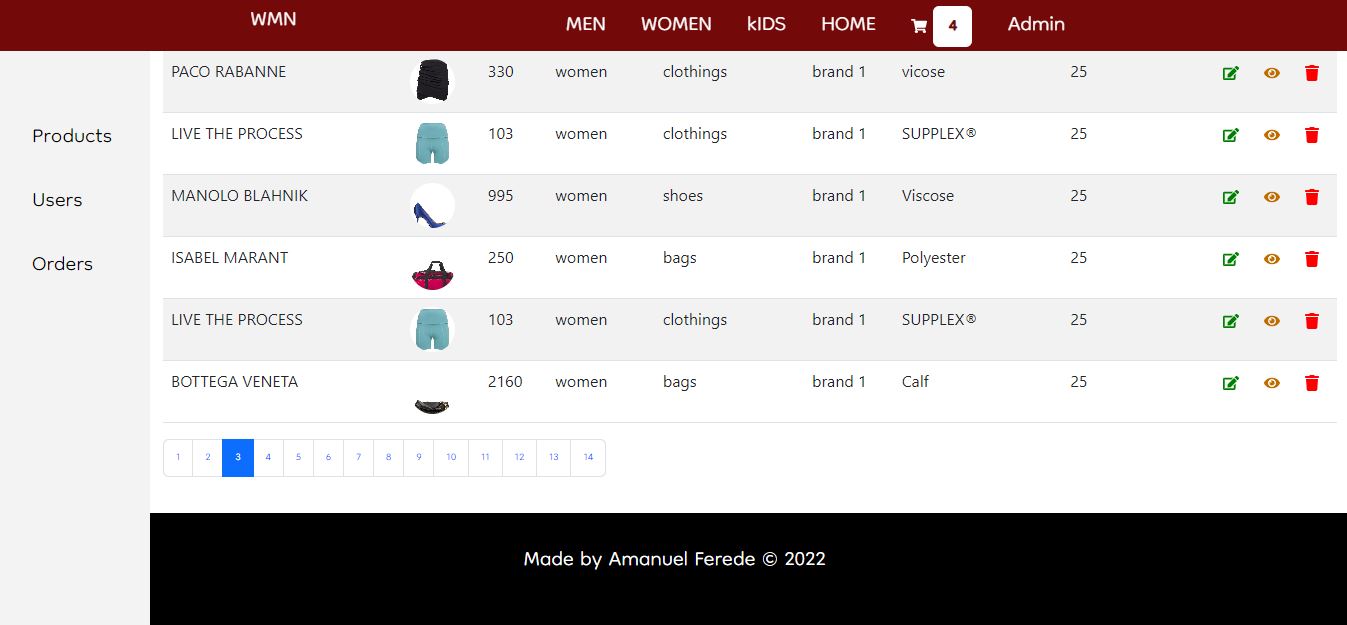 WMN MEN WOMEN kIDS HOME 4 Admin
PACO RABANNE 330 women clothings brand 1 vicose 25
Products
LIVE THE PROCESS 103 women clothings brand 1 SUPPLEX® 25
Users
MANOLO BLAHNIK 995 women shoes brand 1 Viscose 25
Orders
ISABEL MARANT 250 women bags brand 1 Polyester 25
LIVE THE PROCESS 103 women clothings brand 1 SUPPLEX® 25
BOTTEGA VENETA 2160 women bags brand 1 Calf 25
1 2 3 4 5 6 7 8 9 10 11 12 13 14
Made by Amanuel Ferede © 2022